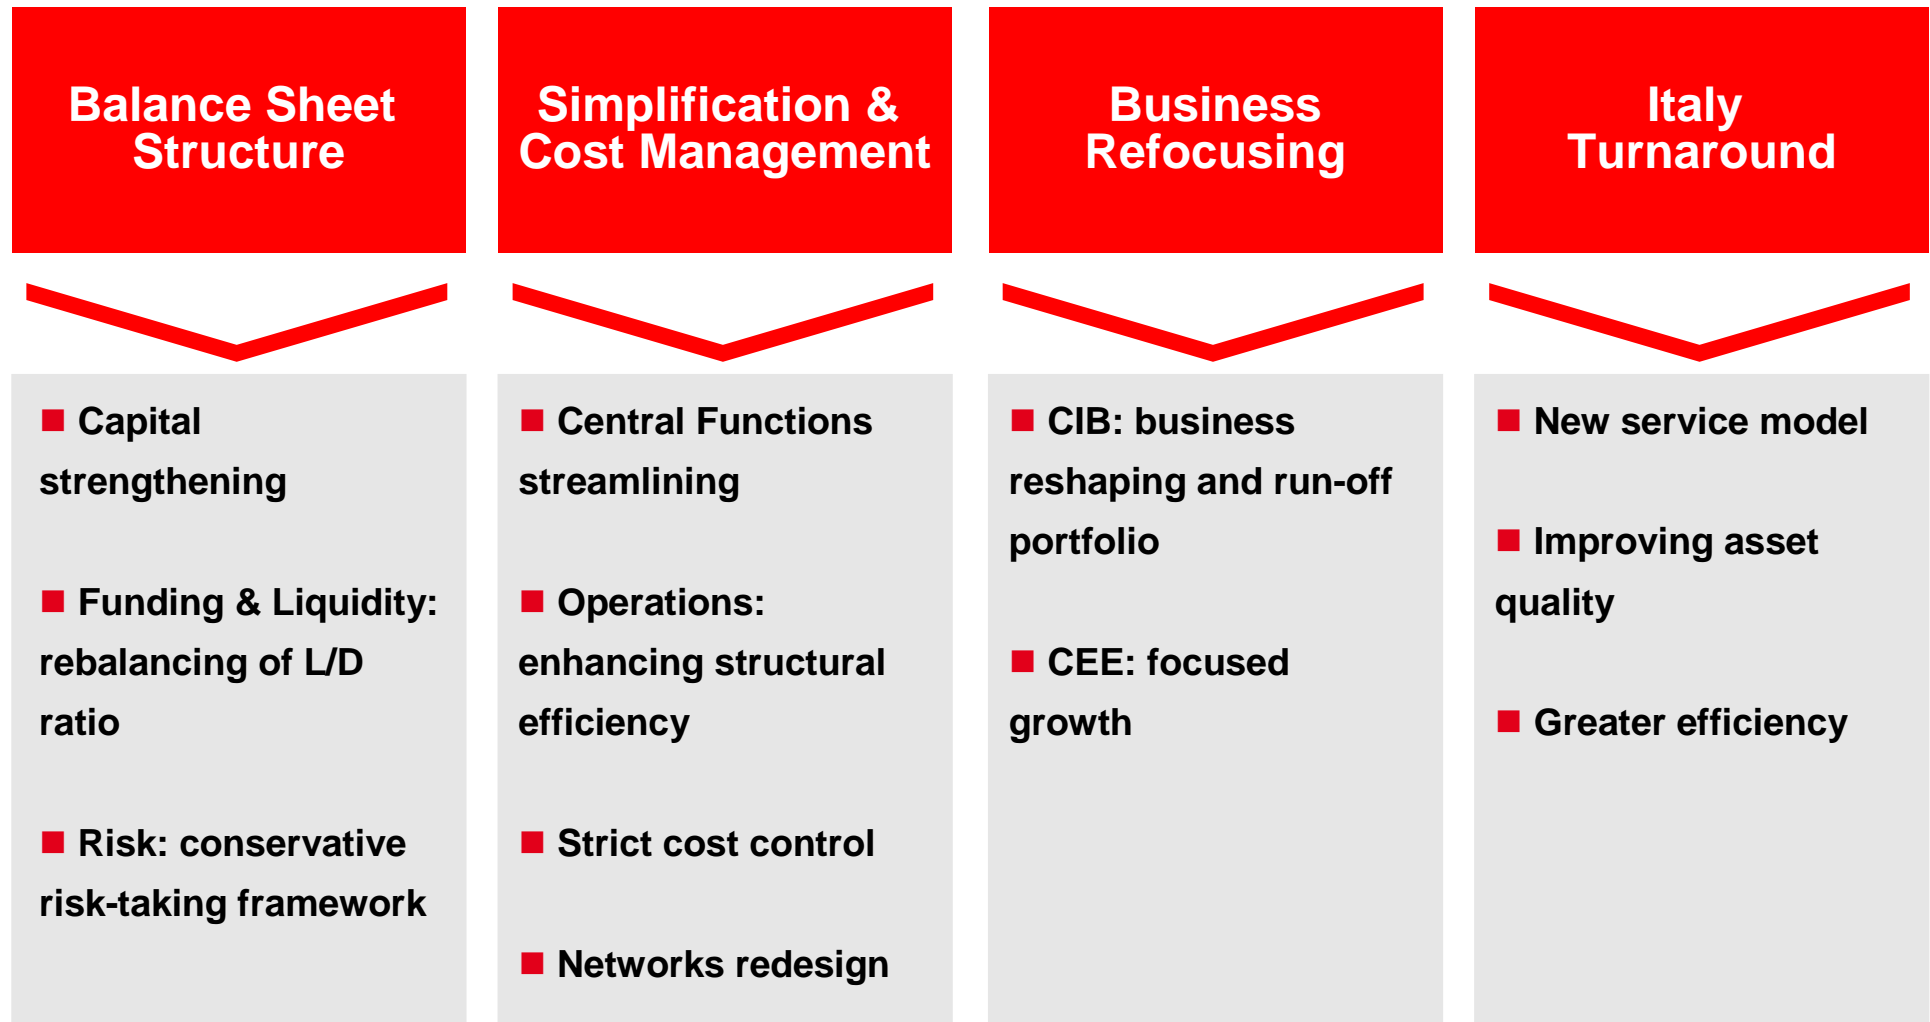 Balance Sheet
Structure
Capital
strengthening
Funding & Liquidity:
rebalancing of L/D
ratio
Risk: conservative
risk-taking framework
Simplification &
Cost Management
Central Functions
streamlining
Operations:
enhancing structural
efficiency
Strict cost control
Networks redesign
Business
Refocusing
CIB: business
reshaping and run-off
portfolio
CEE: focused
growth
Italy
Turnaround
New service model
Improving asset
quality
Greater efficiency